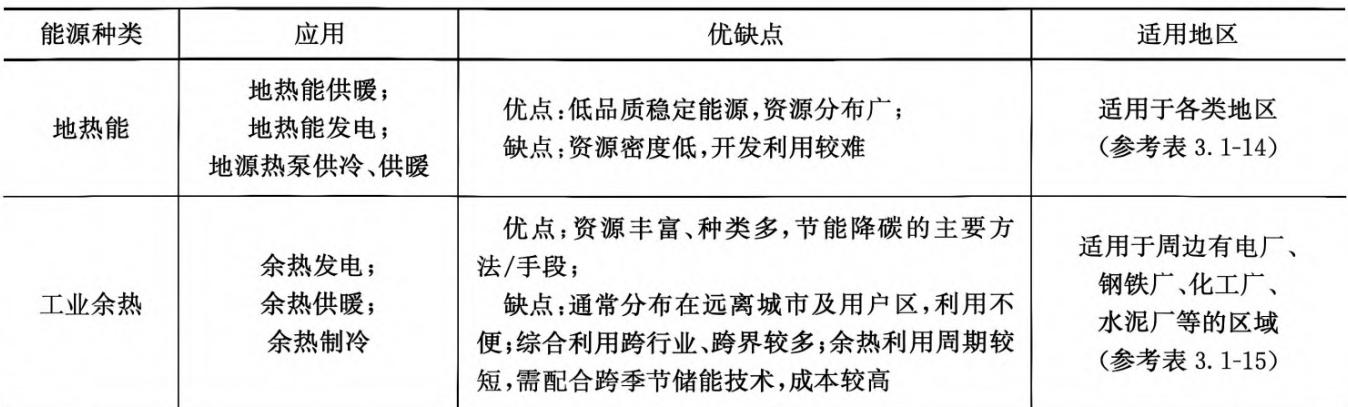 能源种类 应用 优缺点 适用地区
地热能
地热能供暖；
地热能发电；
地源热泵供冷、供暖
优点：低品质稳定能源，资源分布广；
缺点：资源密度低，开发利用较难
适用于各类地区
（参考表 3.1-14）
工业余热
余热发电；
余热供暖；
余热制冷
优点：资源丰富、种类多，节能降碳的主要方
法/手段；
缺点：通常分布在远离城市及用户区，利用不
便；综合利用跨行业、跨界较多；余热利用周期较
短，需配合跨季节储能技术，成本较高
适用于周边有电厂、
钢铁厂、化工厂、
水泥厂等的区域
（参考表 3.1-15）